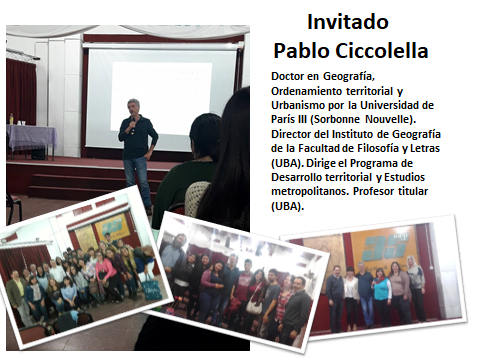 Invitado
Pablo Ciccolella
Doctor en Geografía,
Ordenamiento territorial y
Urbanismo por la Universidad de
París III (Sorbonne Nouvelle).
Director del Instituto de Geografía
de la Facultad de Filosofía y Letras
(UBA). Dirige el Programa de
Desarrollo territorial y Estudios
metropolitanos. Profesor titular
(UBA).